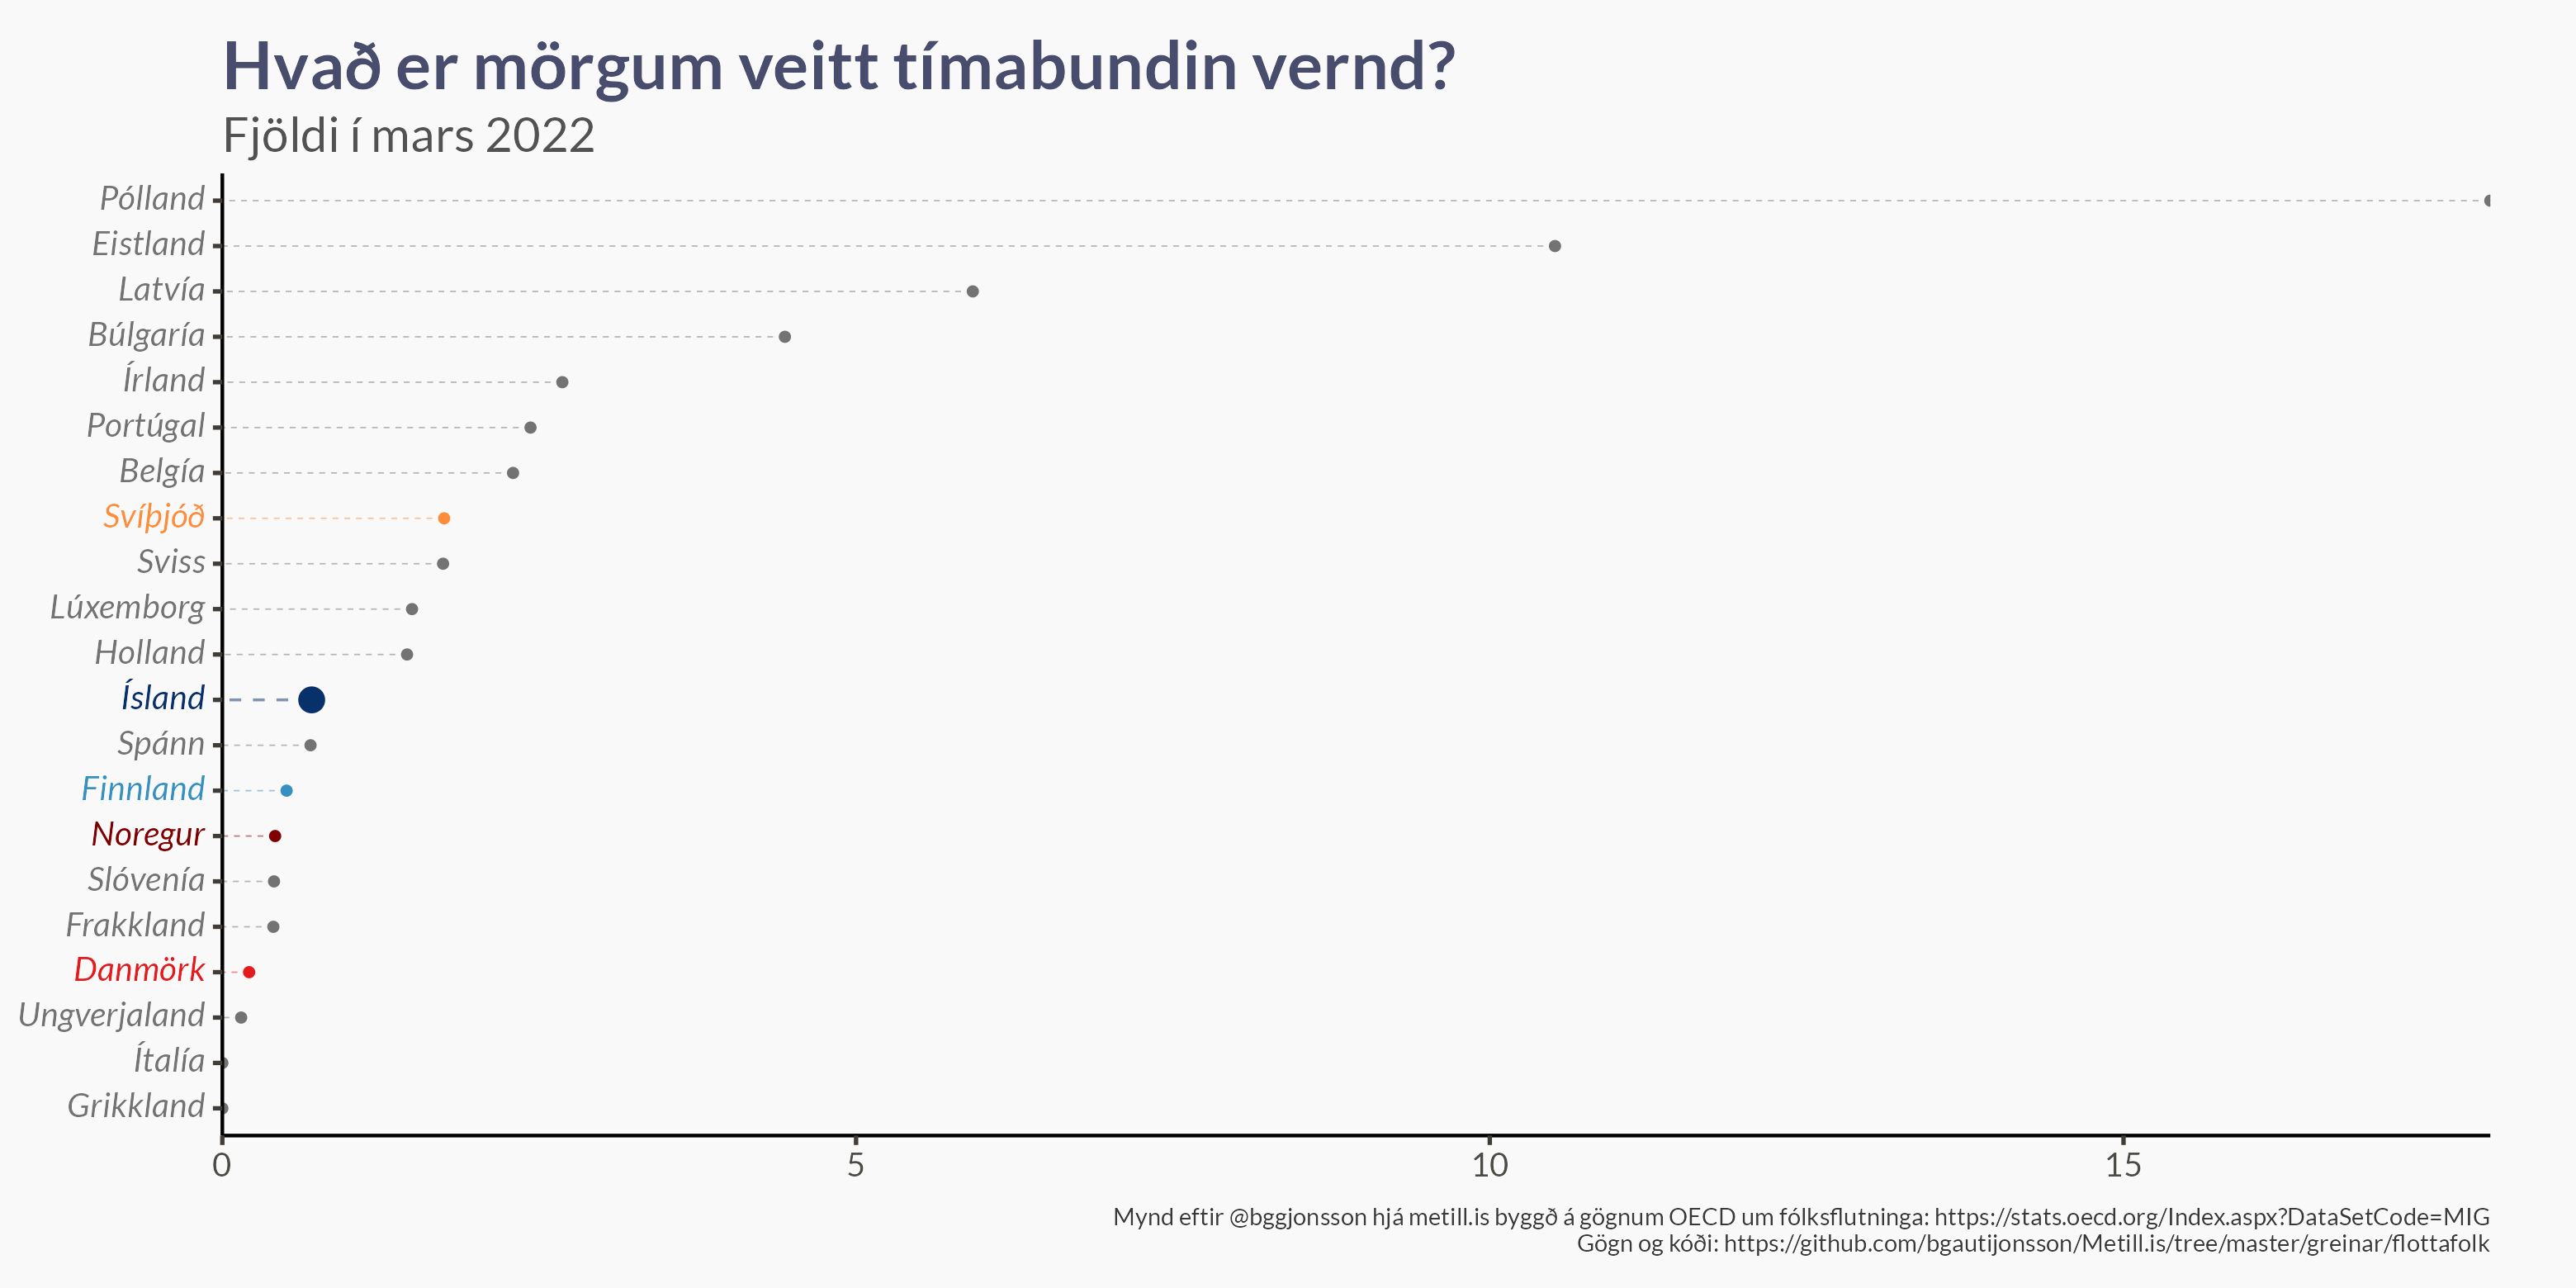 Hvað er mörgum veitt tímabundin vernd?
Fjöldi í mars 2022
Pólland
Eistland
Latvía
Búlgaría
Írland
Portúgal
Belgía
Svíþjóð
Sviss
Lúxemborg
Holland
Ísland
Spánn
Finnland
Noregur
Slóvenía
Frakkland
Danmörk
Ungverjaland
Ítalía
Grikkland
0 5 10 15
Mynd eftir @bggjonsson hjá metill.is byggð á gögnum OECD um fólksflutninga: https://stats.oecd.org/Index.aspx?DataSetCode=MIG
Gögn og kóði: https://github.com/bgautijonsson/Metill.is/tree/master/greinar/flottafolk